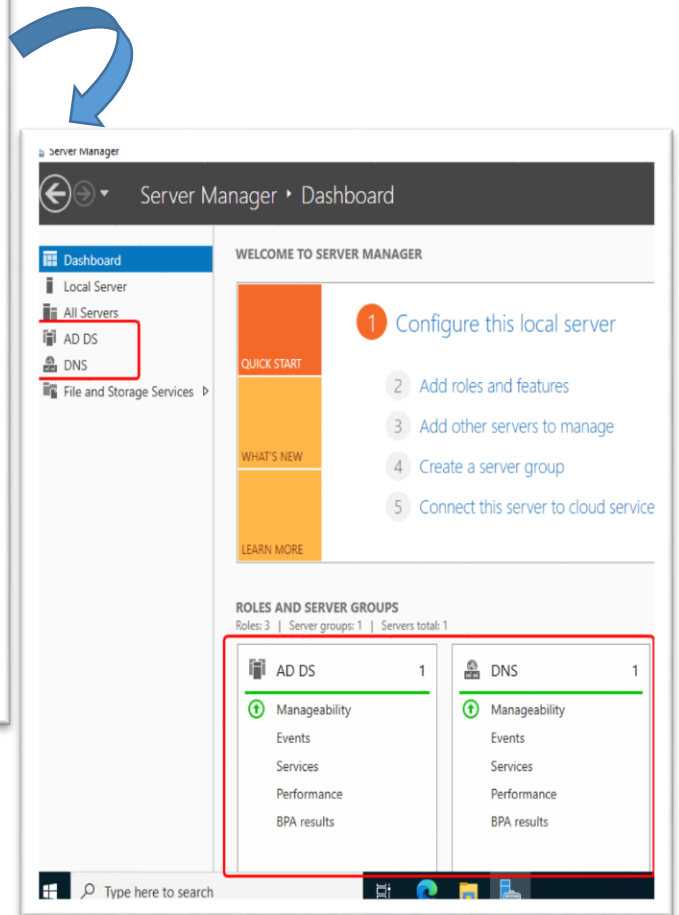 Server Manager
Server Manager • Dashboard
Dashboard
Local Server
All Servers
AD DS
DNS
File and Storage Services
WELCOME TO SERVER MANAGER
QUICK START
WHAT'S NEW
LEARN MORE
1 Configure this local server
2 Add roles and features
3 Add other servers to manage
4 Create a server group
5 Connect this server to cloud service
ROLES AND SERVER GROUPS
Roles: 3 | Server groups: 1 | Servers total: 1
AD DS 1
Manageability
Events
Services
Performance
BPA results
DNS 1
Manageability
Events
Services
Performance
BPA results
Type here to search